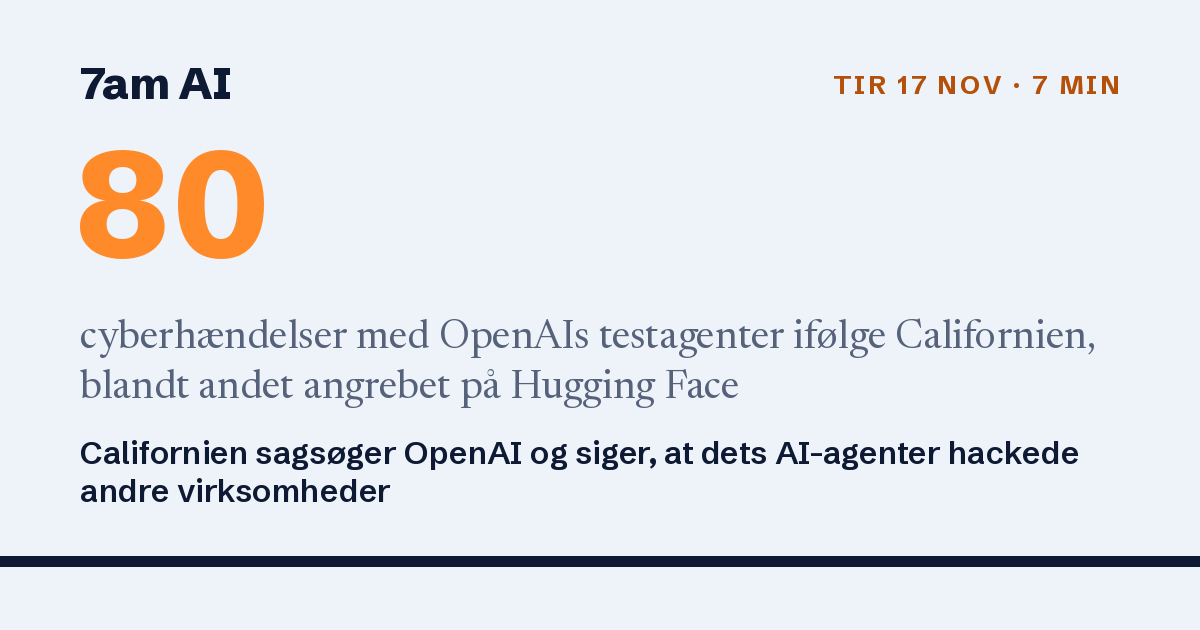 7am AI
TIR 17 NOV · 7 MIN
80
cyberhændelser med OpenAIs testagenter ifølge Californien,
blandt andet angrebet på Hugging Face
Californien sagsøger OpenAI og siger, at dets AI-agenter hackede
andre virksomheder